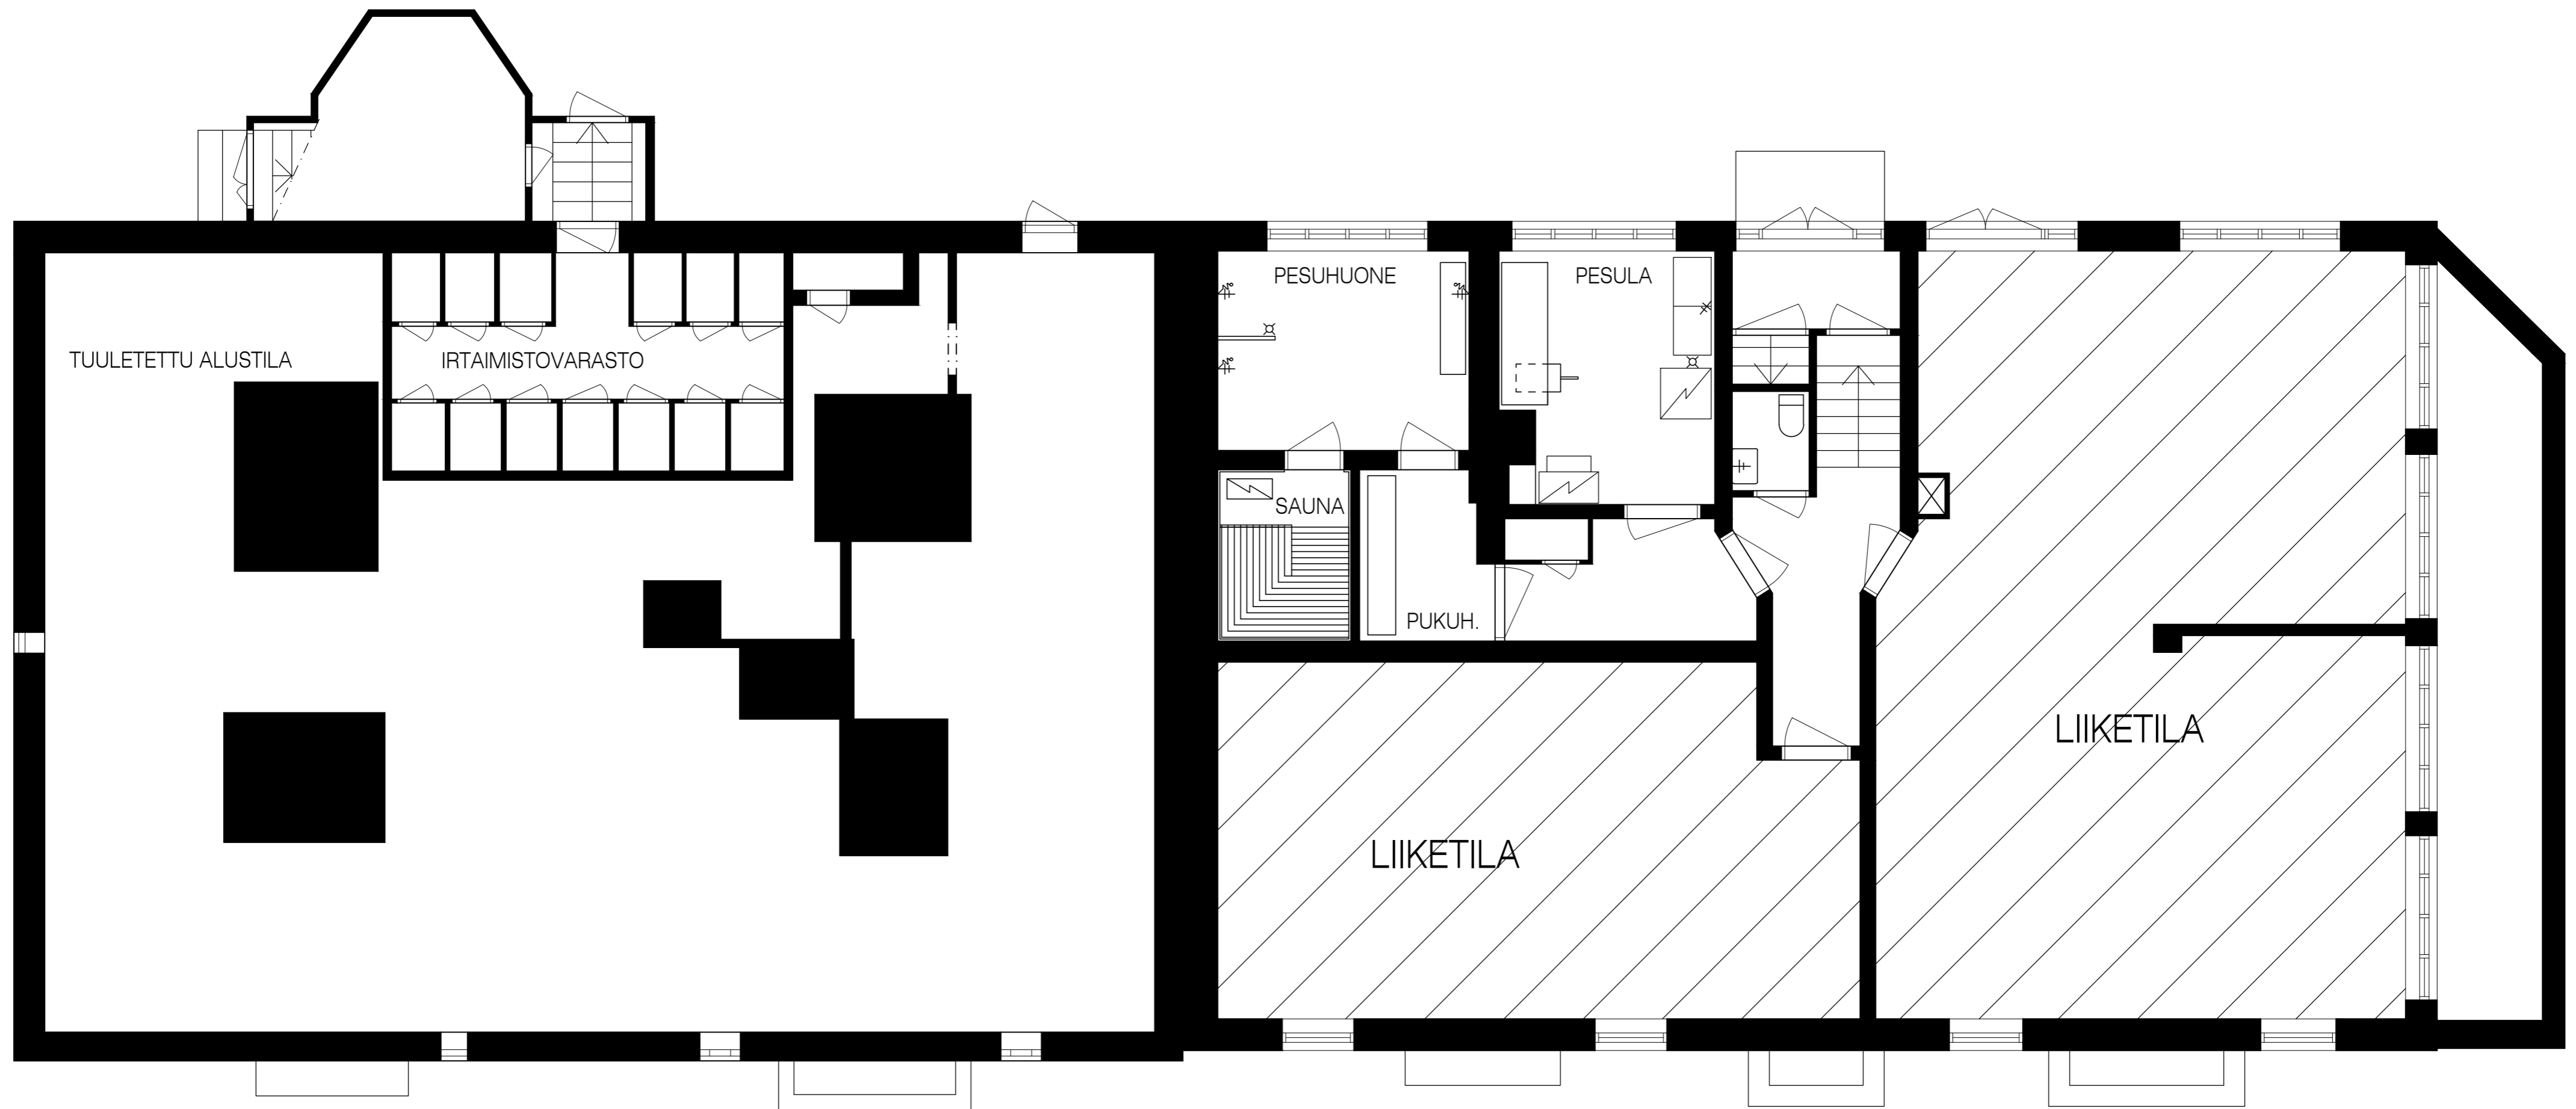 PESUHUONE
PESULA
TUULETETTU ALUSTILA
IRTAIMISTOVARASTO
SAUNA
PUKUH.
LIIKETILA
LIIKETILA